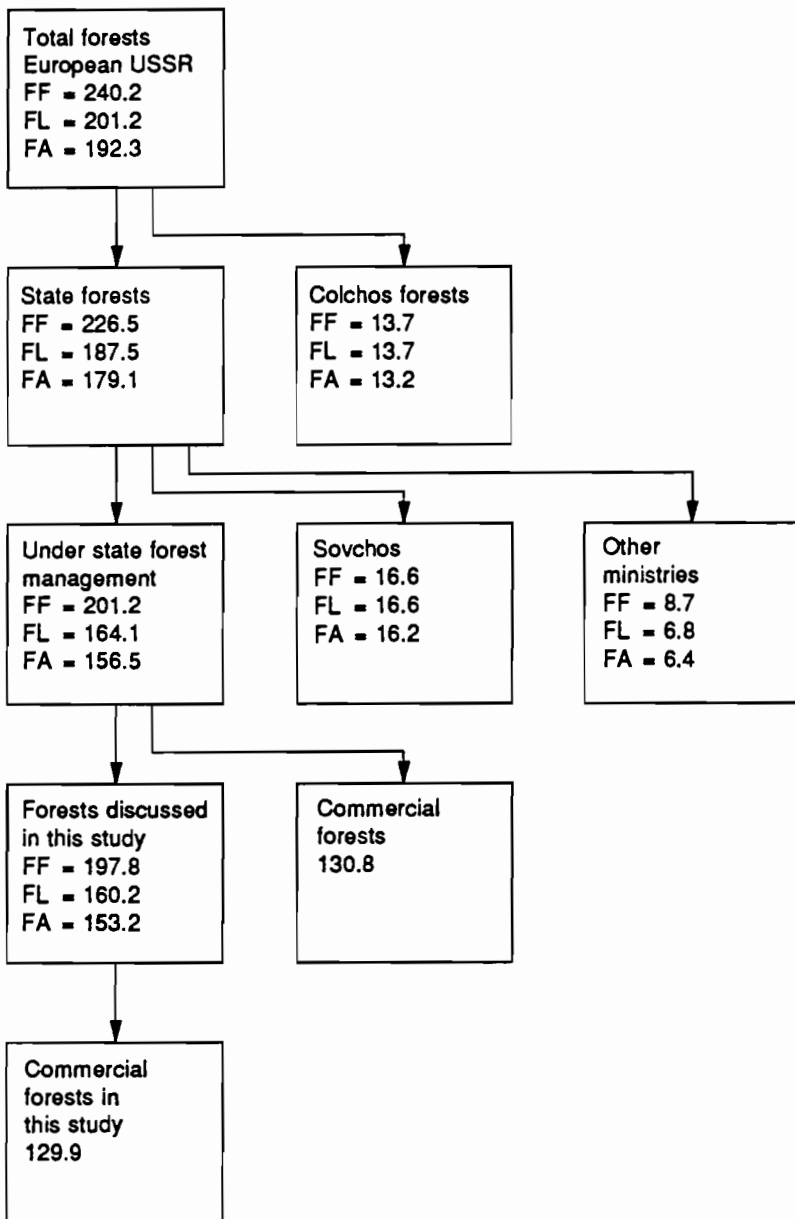 Total forests
European USSR
FF = 240.2
FL = 201.2
FA = 192.3
State forests
FF = 226.5
FL = 187.5
FA = 179.1
Colchos forests
FF = 13.7
FL = 13.7
FA = 13.2
Under state forest
management
FF = 201.2
FL = 164.1
FA = 156.5
Sovchos
FF = 16.6
FL = 16.6
FA = 16.2
Other
ministries
FF = 8.7
FL = 6.8
FA = 6.4
Forests discussed
in this study
FF = 197.8
FL = 160.2
FA = 153.2
Commercial
forests
130.8
Commercial
forests in
this study
129.9